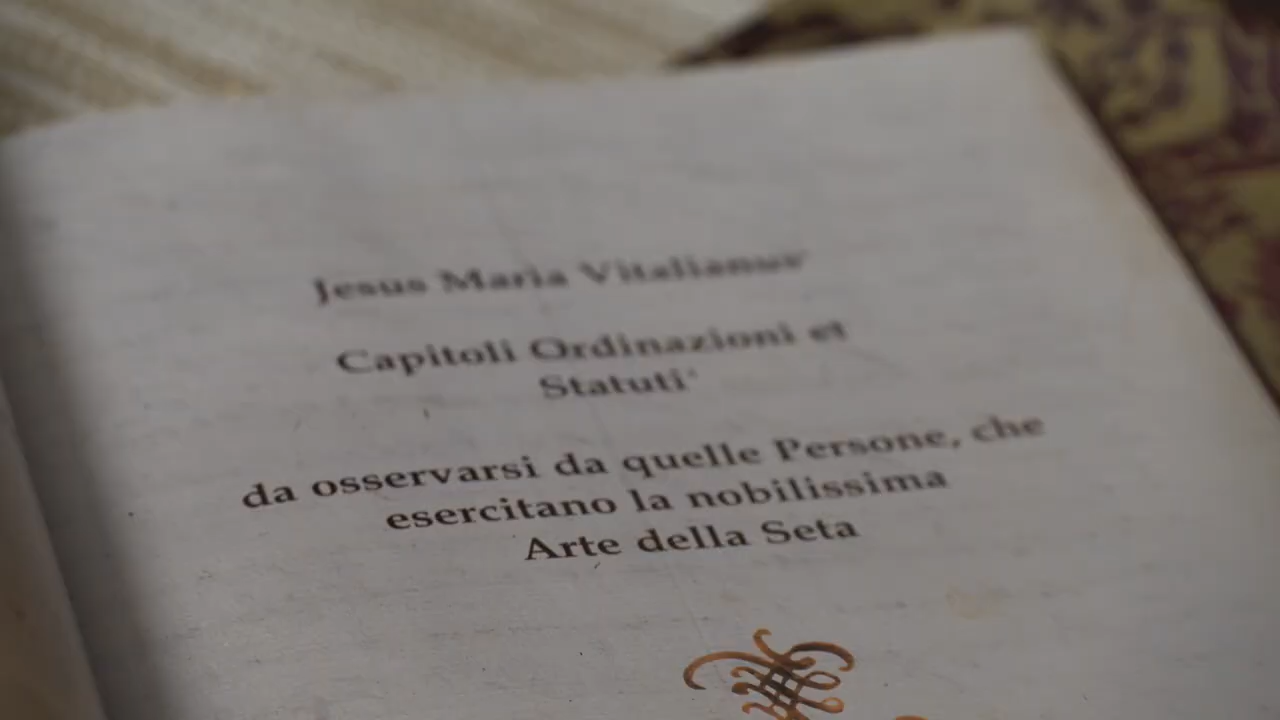 Jesus Maria Vitalianus
Capitoli Ordinazioni et
Statuti
da osservarsi da quelle Persone, che
esercitano la nobilissima
Arte della Seta